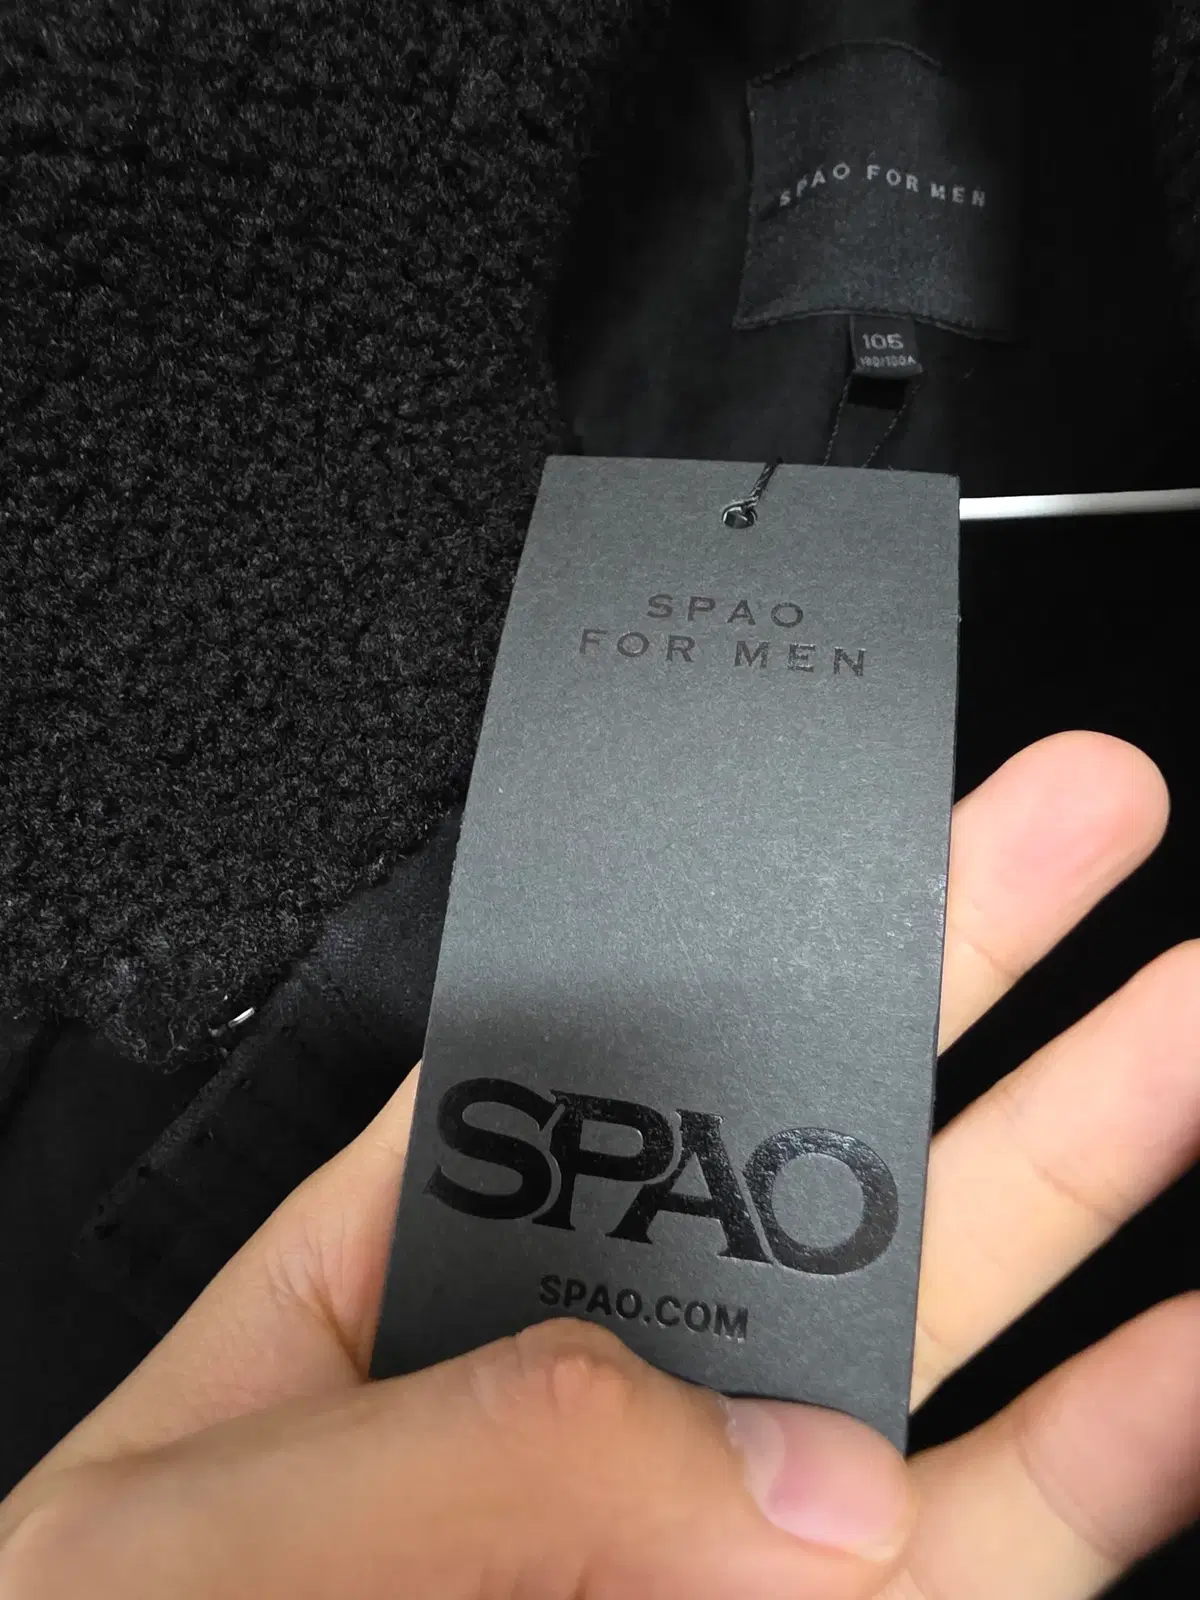 SPAO FOR MEN
105
180/100A
SPAO
FOR MEN
SPAO
SPAO.COM